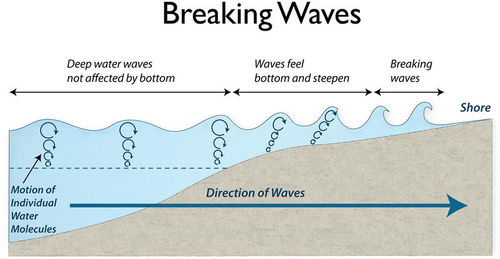 Breaking Waves
Deep water waves
not affected by bottom
Waves feel
bottom and steepen
Breaking
waves
Shore
Motion of
Individual
Water
Molecules
Direction of Waves